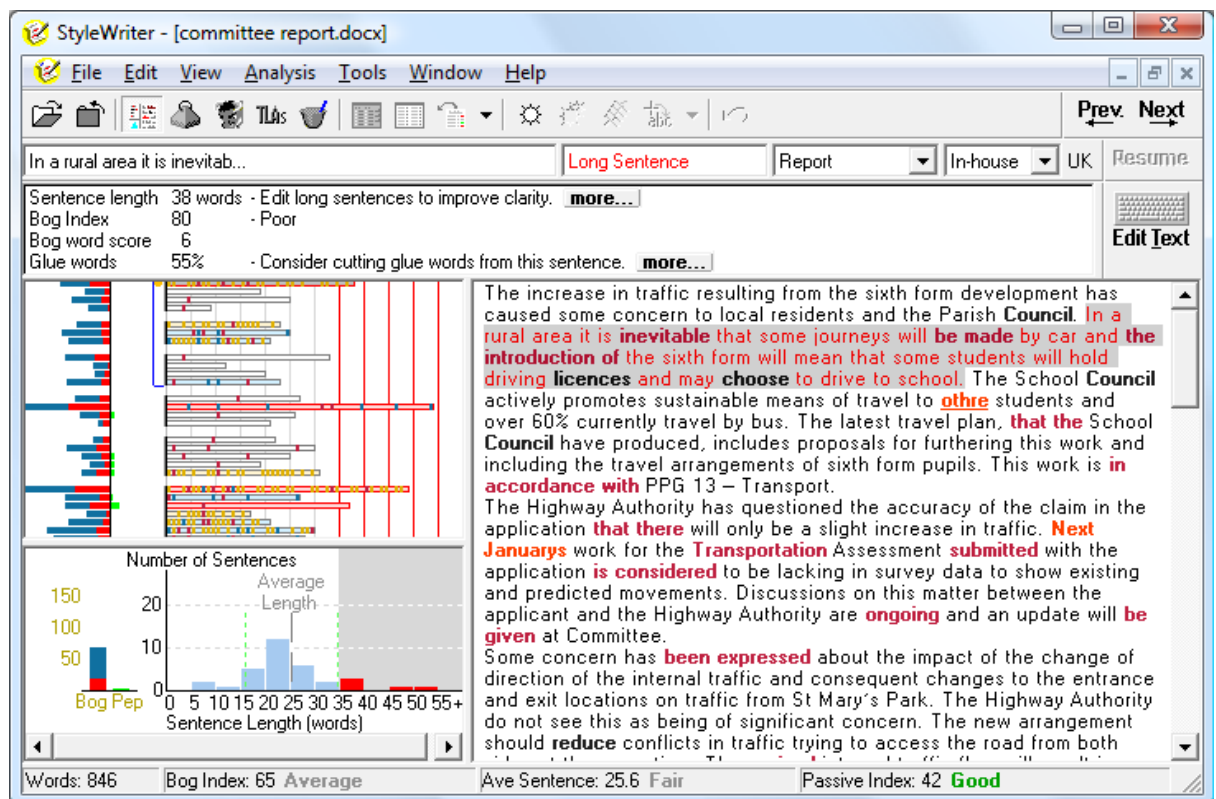 StyleWriter - [committee report.docx]
File Edit View Analysis Tools Window Help
TLAs
abc
Prev. Next
In a rural area it is inevitab...
Long Sentence
Report
In-house
UK
Resume
Sentence length 38 words - Edit long sentences to improve clarity. more...
Bog Index 80 - Poor
Bog word score 6
Glue words 55% - Consider cutting glue words from this sentence. more...
Edit Text
Number of Sentences
Average
Length
150
100
50
20
10
0
Bog Pep
0 5 10 15 20 25 30 35 40 45 50 55+
Sentence Length (words)
The increase in traffic resulting from the sixth form development has
caused some concern to local residents and the Parish Council. In a
rural area it is inevitable that some journeys will be made by car and the
introduction of the sixth form will mean that some students will hold
driving licences and may choose to drive to school. The School Council
actively promotes sustainable means of travel to othre students and
over 60% currently travel by bus. The latest travel plan, that the School
Council have produced, includes proposals for furthering this work and
including the travel arrangements of sixth form pupils. This work is in
accordance with PPG 13 – Transport.
The Highway Authority has questioned the accuracy of the claim in the
application that there will only be a slight increase in traffic. Next
Januarys work for the Transportation Assessment submitted with the
application is considered to be lacking in survey data to show existing
and predicted movements. Discussions on this matter between the
applicant and the Highway Authority are ongoing and an update will be
given at Committee.
Some concern has been expressed about the impact of the change of
direction of the internal traffic and consequent changes to the entrance
and exit locations on traffic from St Mary's Park. The Highway Authority
do not see this as being of significant concern. The new arrangement
should reduce conflicts in traffic trying to access the road from both
Words: 846
Bog Index: 65 Average
Ave Sentence: 25.6 Fair
Passive Index: 42 Good